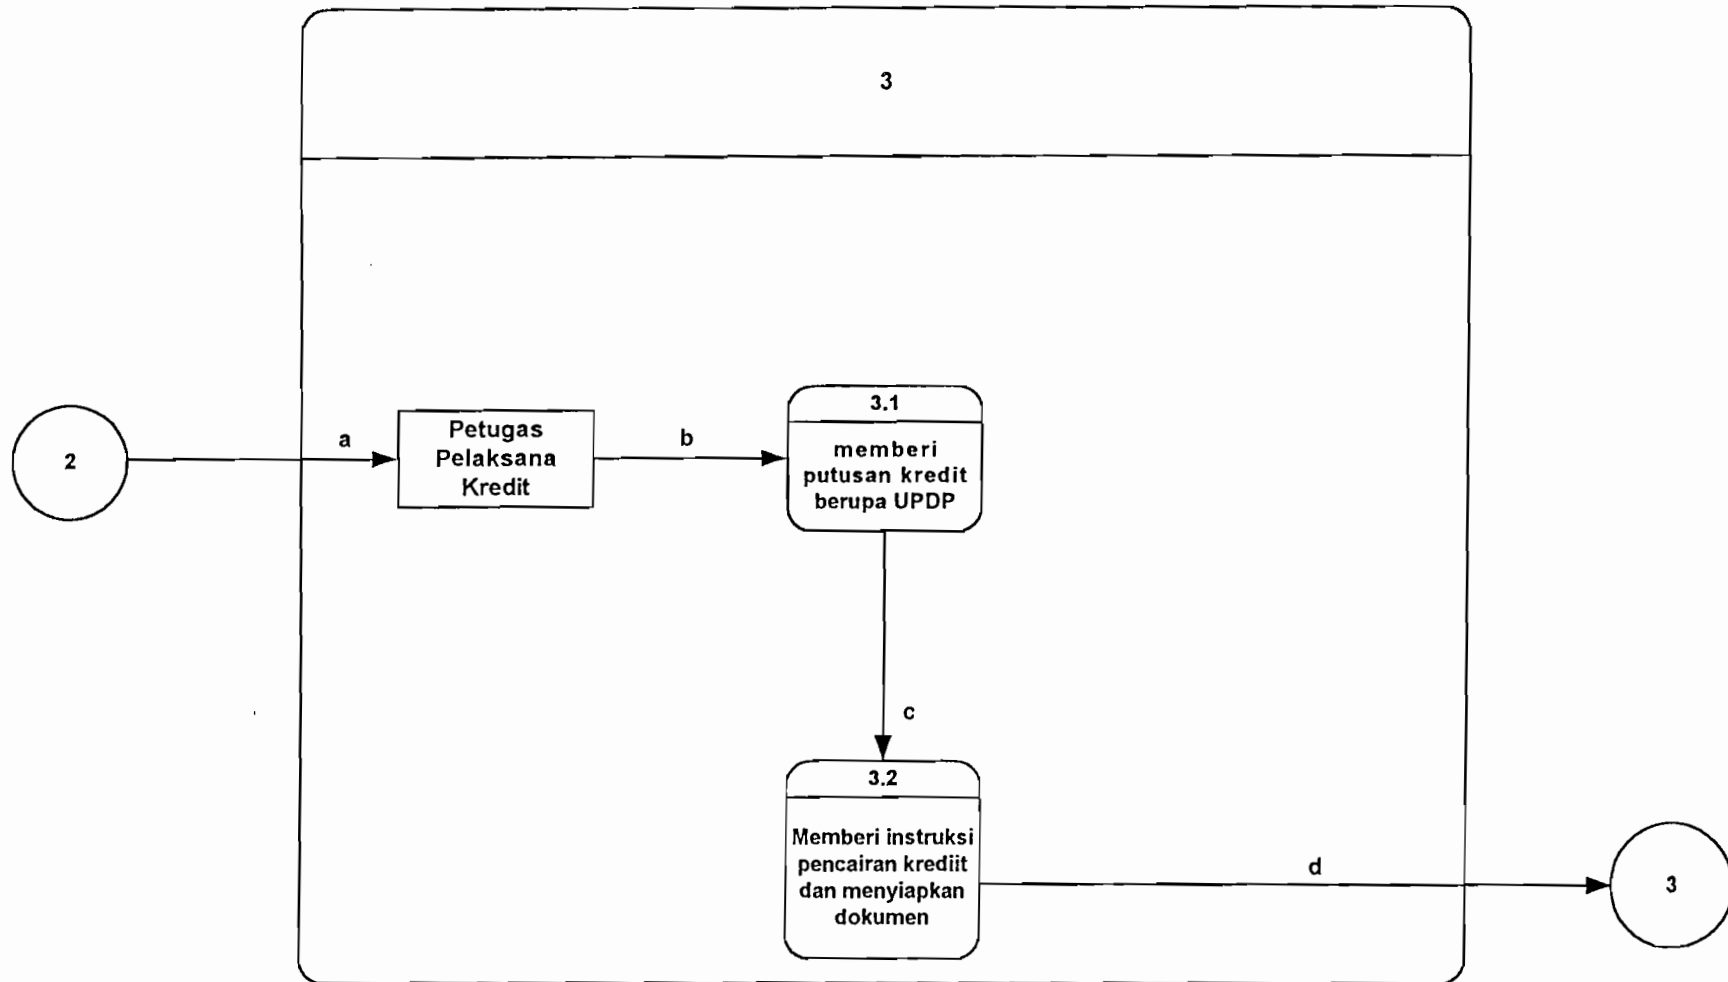 3
2
a
Petugas
Pelaksana
Kredit
b
3.1
memberi
putusan kredit
berupa UPDP
c
3.2
Memberi instruksi
pencairan krediit
dan menyiapkan
dokumen
d
3